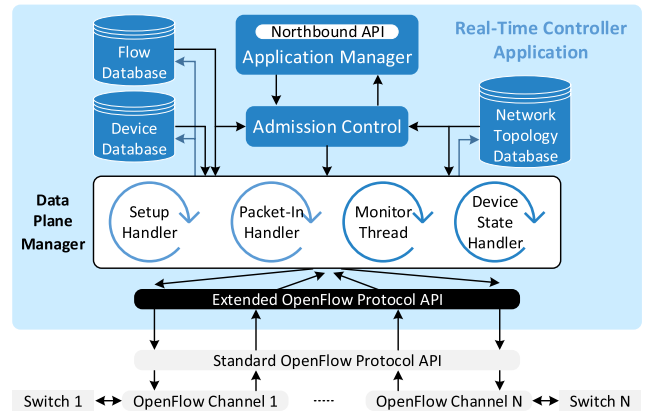 Real-Time Controller
Application
Northbound API
Application Manager
Flow
Database
Device
Database
Admission Control
Network
Topology
Database
Data
Plane
Manager
Setup
Handler
Packet-In
Handler
Monitor
Thread
Device
State
Handler
Extended OpenFlow Protocol API
Standard OpenFlow Protocol API
Switch 1
OpenFlow Channel 1
-----
OpenFlow Channel N
Switch N